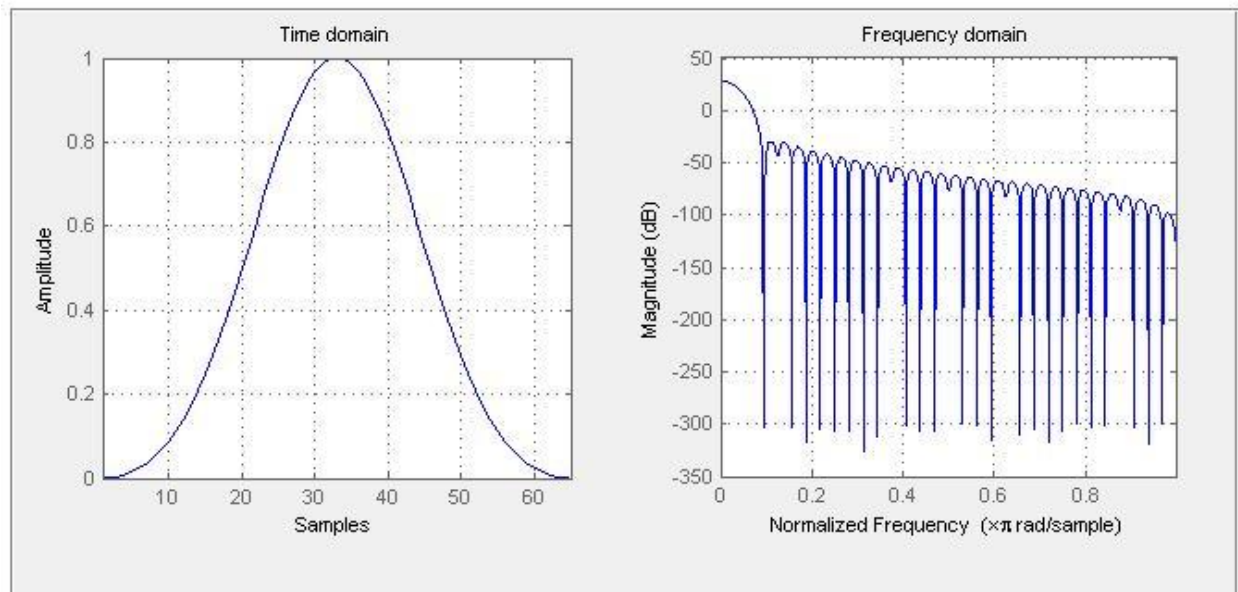 Time domain
1
0.8
0.6
0.4
0.2
0
Amplitude
10 20 30 40 50 60
Samples
Frequency domain
50
0
-50
-100
-150
-200
-250
-300
-350
Magnitude (dB)
0 0.2 0.4 0.6 0.8
Normalized Frequency (×π rad/sample)